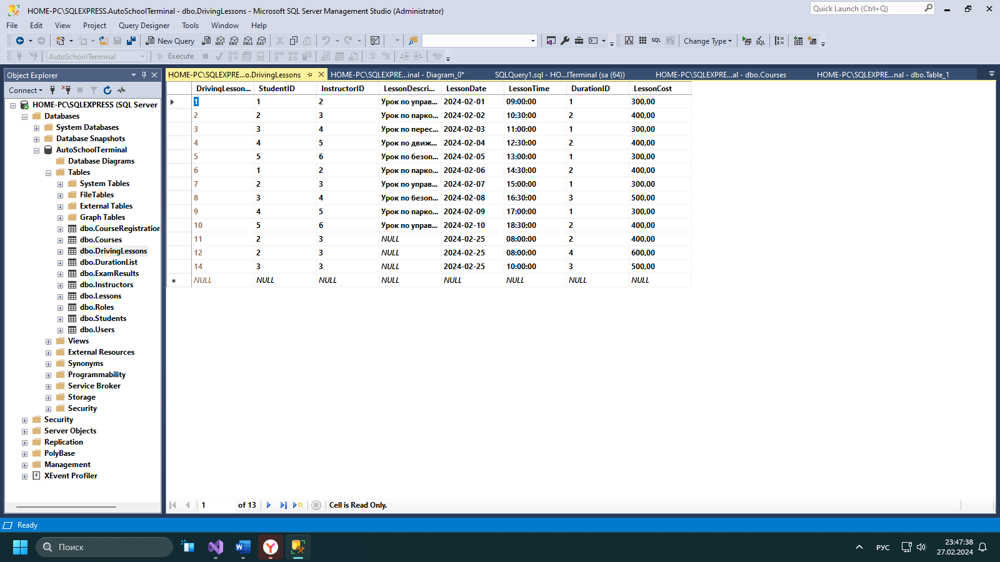 HOME-PC\SQLEXPRESS.AutoSchoolTerminal - dbo.DrivingLessons - Microsoft SQL Server Management Studio (Administrator)
Quick Launch (Ctrl+Q)
File Edit View Project Query Designer Tools Window Help
New Query MDX DMX XMLA DAX SQL Change Type SQL
AutoSchoolTerminal Execute
Object Explorer
HOME-PC\SQLEXPRE...o.DrivingLessons HOME-PC\SQLEXPRE...inal - Diagram_0* SQLQuery1.sql - HO...lTerminal (sa (64)) HOME-PC\SQLEXPRE...al - dbo.Courses HOME-PC\SQLEXPRE...nal - dbo.Table_1
Connect
HOME-PC\SQLEXPRESS (SQL Server
Databases
System Databases
Database Snapshots
AutoSchoolTerminal
Database Diagrams
Tables
System Tables
FileTables
External Tables
Graph Tables
dbo.CourseRegistration
dbo.Courses
dbo.DrivingLessons
dbo.DurationList
dbo.ExamResults
dbo.Instructors
dbo.Lessons
dbo.Roles
dbo.Students
dbo.Users
Views
External Resources
Synonyms
Programmability
Service Broker
Storage
Security
Security
Server Objects
Replication
PolyBase
Management
XEvent Profiler
DrivingLesson... StudentID InstructorID LessonDescri... LessonDate LessonTime DurationID LessonCost
1 1 2 Урок по управ... 2024-02-01 09:00:00 1 300,00
2 2 3 Урок по парко... 2024-02-02 10:30:00 2 400,00
3 3 4 Урок по перес... 2024-02-03 11:00:00 1 300,00
4 4 5 Урок по движ... 2024-02-04 12:30:00 2 400,00
5 5 6 Урок по безоп... 2024-02-05 13:00:00 1 300,00
6 1 2 Урок по парко... 2024-02-06 14:30:00 2 400,00
7 2 3 Урок по управ... 2024-02-07 15:00:00 1 300,00
8 3 4 Урок по безоп... 2024-02-08 16:30:00 3 500,00
9 4 5 Урок по парко... 2024-02-09 17:00:00 1 300,00
10 5 6 Урок по управ... 2024-02-10 18:30:00 2 400,00
11 2 3 NULL 2024-02-25 08:00:00 2 400,00
12 2 3 NULL 2024-02-25 08:00:00 4 600,00
14 3 3 NULL 2024-02-25 10:00:00 3 500,00
NULL NULL NULL NULL NULL NULL NULL NULL
1 of 13 Cell is Read Only.
Ready
Поиск
РУС
23:47:38
27.02.2024